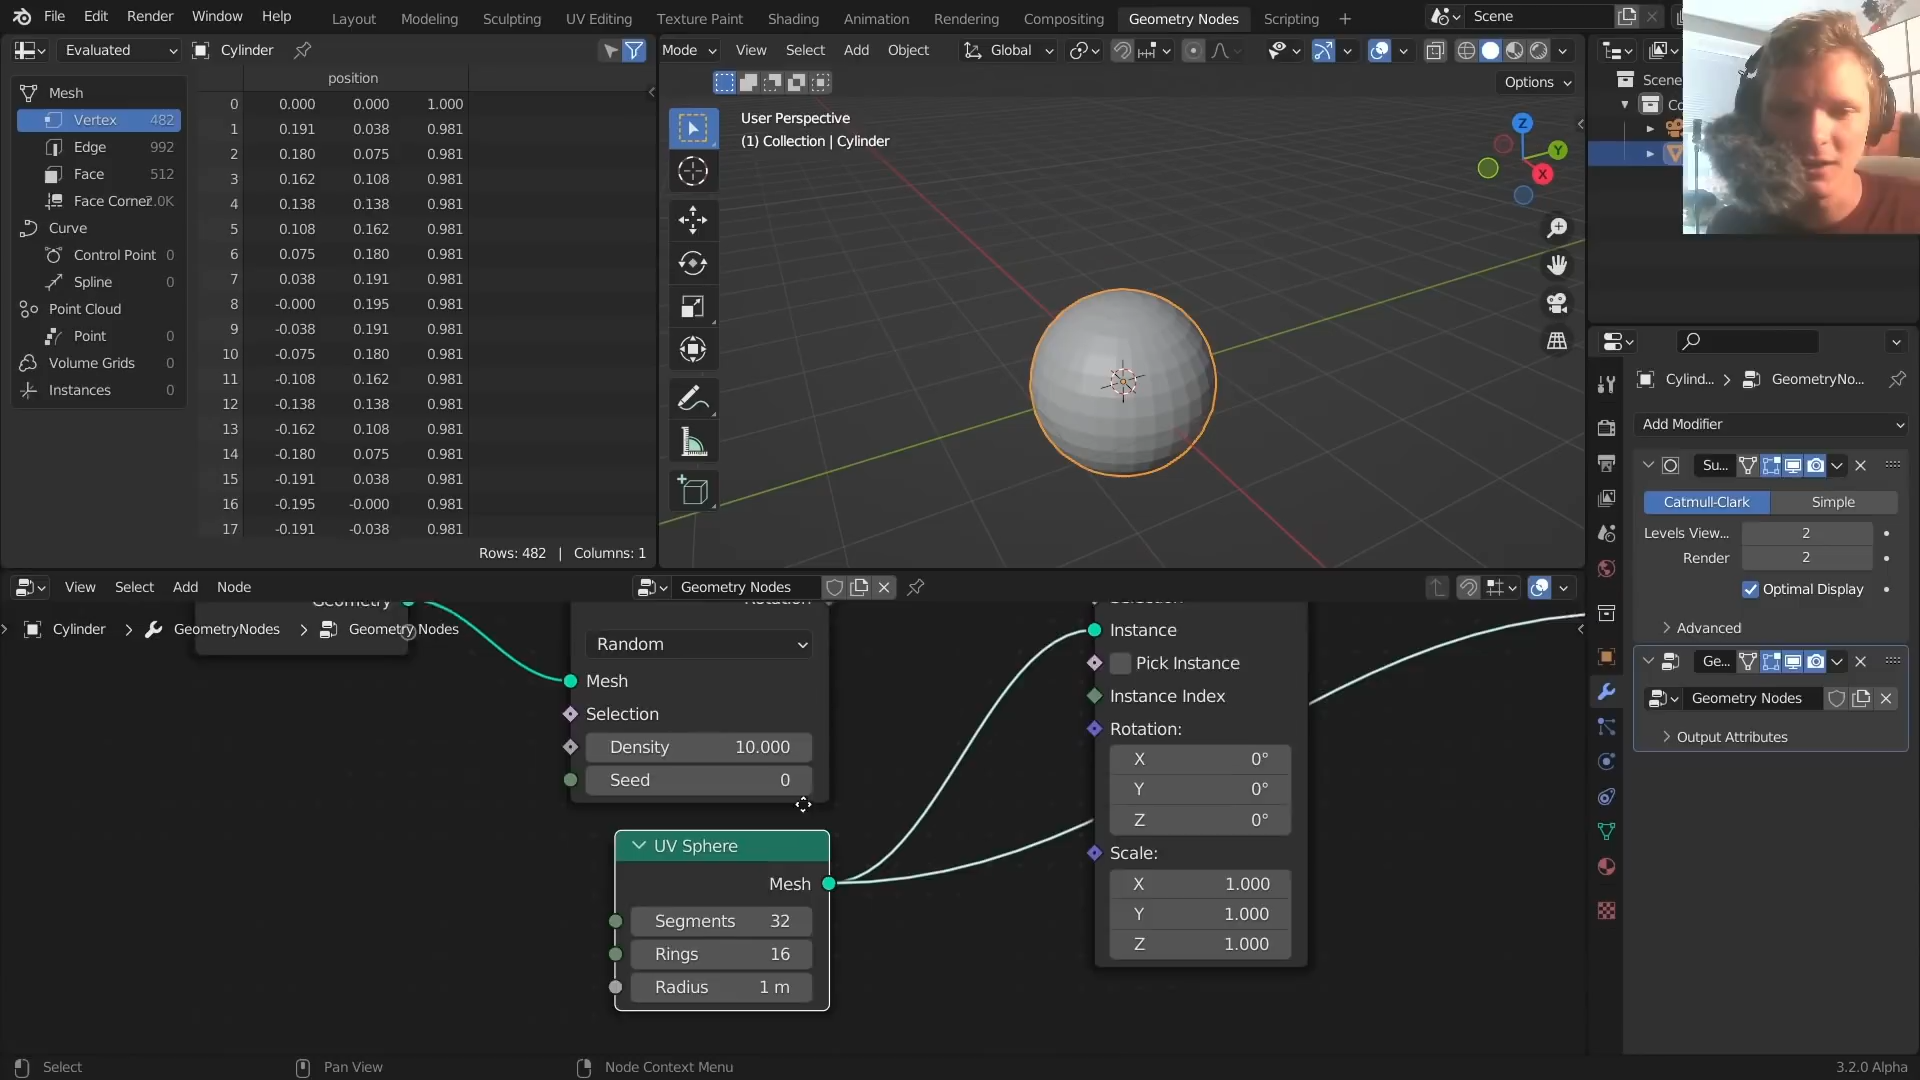 File Edit Render Window Help Layout Modeling Sculpting UV Editing Texture Paint Shading Animation Rendering Compositing Geometry Nodes Scripting + Scene
Evaluated Cylinder
Mode View Select Add Object Global
Options
position
Mesh
Vertex 482
Edge 992
Face 512
Face Corner 2.0K
Curve
Control Point 0
Spline 0
Point Cloud
Point 0
Volume Grids 0
Instances 0
0 0.000 0.000 1.000
1 0.191 0.038 0.981
2 0.180 0.075 0.981
3 0.162 0.108 0.981
4 0.138 0.138 0.981
5 0.108 0.162 0.981
6 0.075 0.180 0.981
7 0.038 0.191 0.981
8 -0.000 0.195 0.981
9 -0.038 0.191 0.981
10 -0.075 0.180 0.981
11 -0.108 0.162 0.981
12 -0.138 0.138 0.981
13 -0.162 0.108 0.981
14 -0.180 0.075 0.981
15 -0.191 0.038 0.981
16 -0.195 -0.000 0.981
17 -0.191 -0.038 0.981
Rows: 482 | Columns: 1
User Perspective
(1) Collection | Cylinder
Z
Y
X
Scene
Co
Cylind... > GeometryNo...
Add Modifier
Su...
Catmull-Clark Simple
Levels View... 2
Render 2
Optimal Display
Advanced
Ge...
Geometry Nodes
Output Attributes
View Select Add Node Geometry Nodes
Cylinder > GeometryNodes > Geometry Nodes
Geometry
Rotation
Random
Mesh
Selection
Density 10.000
Seed 0
UV Sphere
Mesh
Segments 32
Rings 16
Radius 1 m
Selection
Instance
Pick Instance
Instance Index
Rotation:
X 0°
Y 0°
Z 0°
Scale:
X 1.000
Y 1.000
Z 1.000
Select Pan View Node Context Menu 3.2.0 Alpha